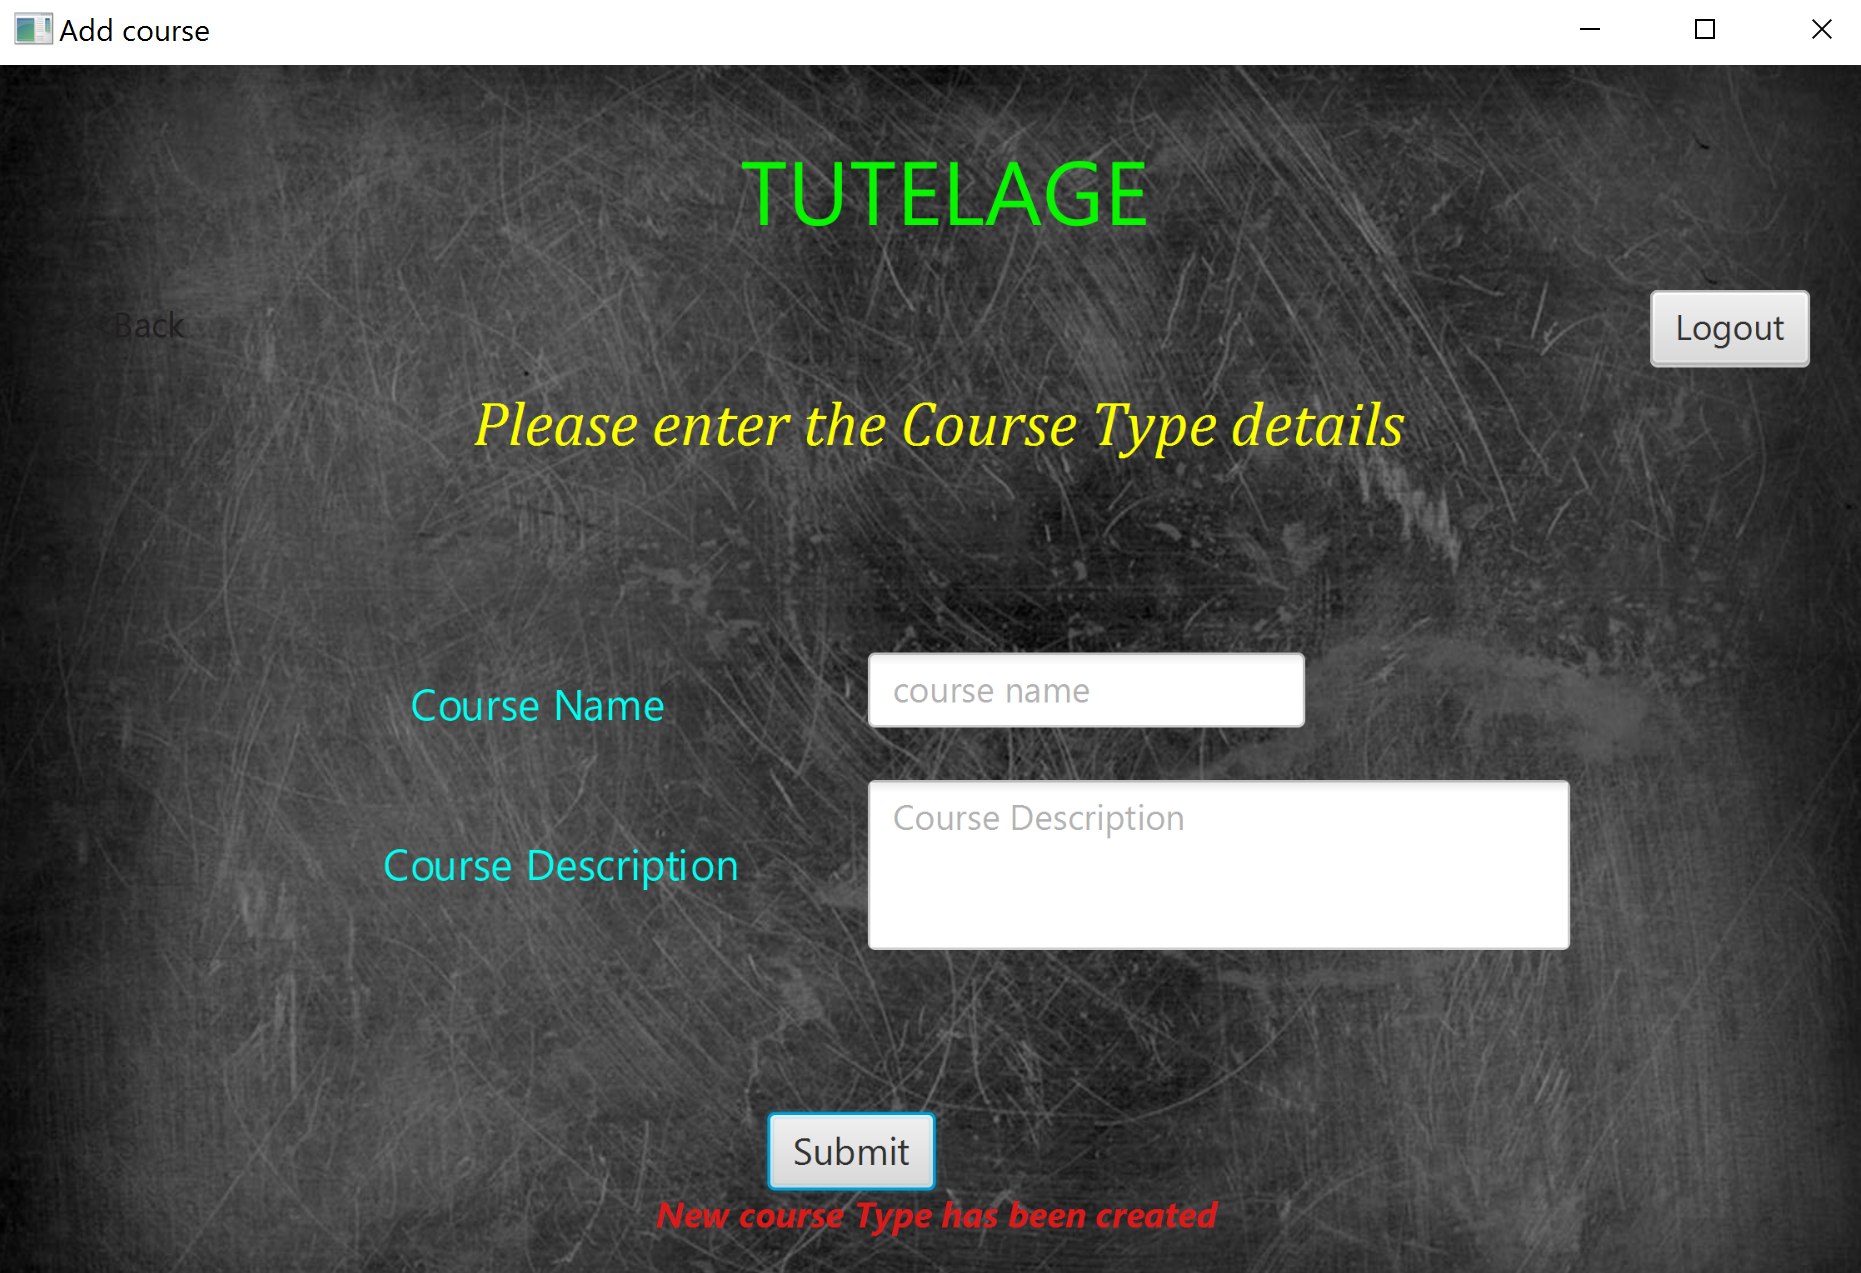 Add course
TUTELAGE
Back
Logout
Please enter the Course Type details
Course Name
course name
Course Description
Course Description
Submit
New course Type has been created